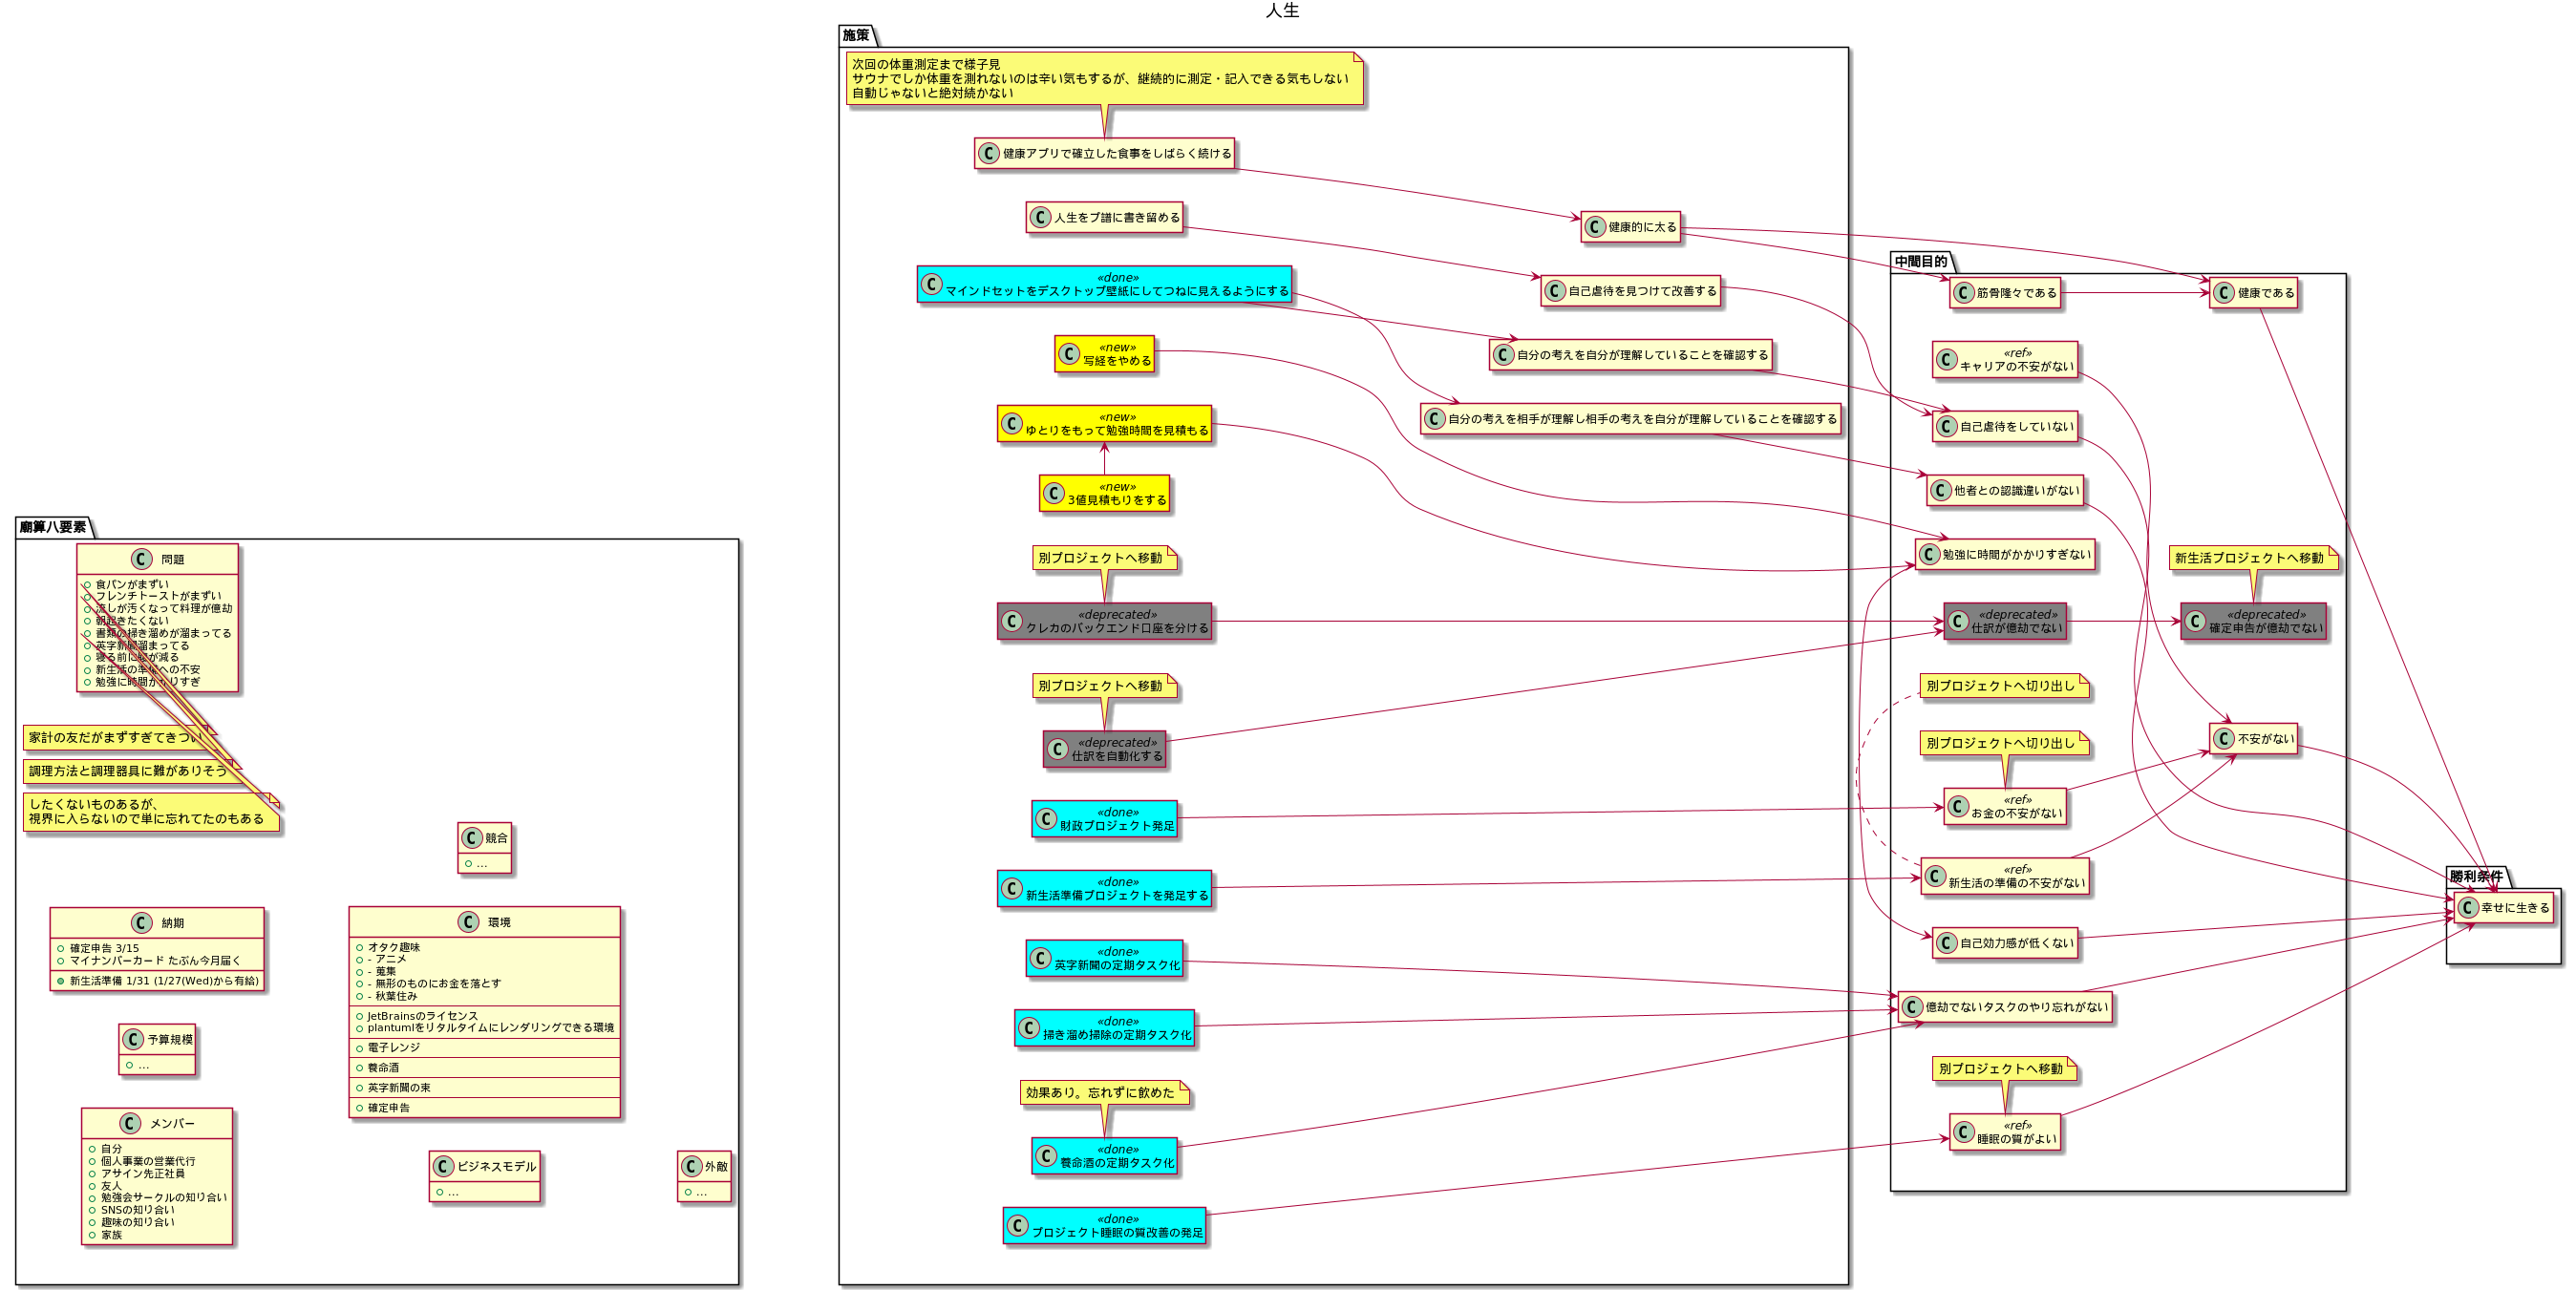 人生
施策
次回の体重測定まで様子見
サウナでしか体重を測れないのは辛い気もするが、継続的に測定・記入できる気もしない
自動じゃないと絶対続かない
C 健康アプリで確立した食事をしばらく続ける
C 人生をプ譜に書き留める
C 健康的に太る
«done»
C マインドセットをデスクトップ壁紙にしてつねに見えるようにする
C 自己虐待を見つけて改善する
«new»
C 写経をやめる
C 自分の考えを自分が理解していることを確認する
«new»
C ゆとりをもって勉強時間を見積もる
C 自分の考えを相手が理解し相手の考えを自分が理解していることを確認する
«new»
C 3値見積もりをする
別プロジェクトへ移動
«deprecated»
C クレカのバックエンド口座を分ける
別プロジェクトへ移動
«deprecated»
C 仕訳を自動化する
«done»
C 財政プロジェクト発足
«done»
C 新生活準備プロジェクトを発足する
«done»
C 英字新聞の定期タスク化
«done»
C 掃き溜め掃除の定期タスク化
効果あり。忘れずに飲めた
«done»
C 養命酒の定期タスク化
«done»
C プロジェクト睡眠の質改善の発足
中間目的
C 筋骨隆々である
C 健康である
«ref»
C キャリアの不安がない
C 自己虐待をしていない
C 他者との認識違いがない
C 勉強に時間がかかりすぎない
新生活プロジェクトへ移動
«deprecated»
C 仕訳が億劫でない
«deprecated»
C 確定申告が億劫でない
別プロジェクトへ切り出し
別プロジェクトへ切り出し
C 不安がない
«ref»
C お金の不安がない
«ref»
C 新生活の準備の不安がない
C 自己効力感が低くない
C 億劫でないタスクのやり忘れがない
別プロジェクトへ移動
«ref»
C 睡眠の質がよい
勝利条件
C 幸せに生きる
廟算八要素
C 問題
食パンがまずい
フレンチトーストがまずい
流しが汚くなって料理が億劫
朝起きたくない
書類の掃き溜めが溜まってる
英字新聞溜まってる
寝る前に腹が減る
新生活の準備への不安
勉強に時間かかりすぎ
家計の友だがまずすぎてきつい
調理方法と調理器具に難がありそう
したくないものあるが、
視界に入らないので単に忘れてたのもある
C 競合
...
C 納期
確定申告 3/15
マイナンバーカード たぶん今月届く
新生活準備 1/31 (1/27(Wed)から有給)
C 環境
オタク趣味
- アニメ
- 蒐集
- 無形のものにお金を落とす
- 秋葉住み
JetBrainsのライセンス
plantumlをリタルタイムにレンダリングできる環境
電子レンジ
養命酒
英字新聞の束
確定申告
C 予算規模
...
C メンバー
自分
個人事業の営業代行
アサイン先正社員
友人
勉強会サークルの知り合い
SNSの知り合い
趣味の知り合い
家族
C ビジネスモデル
...
C 外敵
...